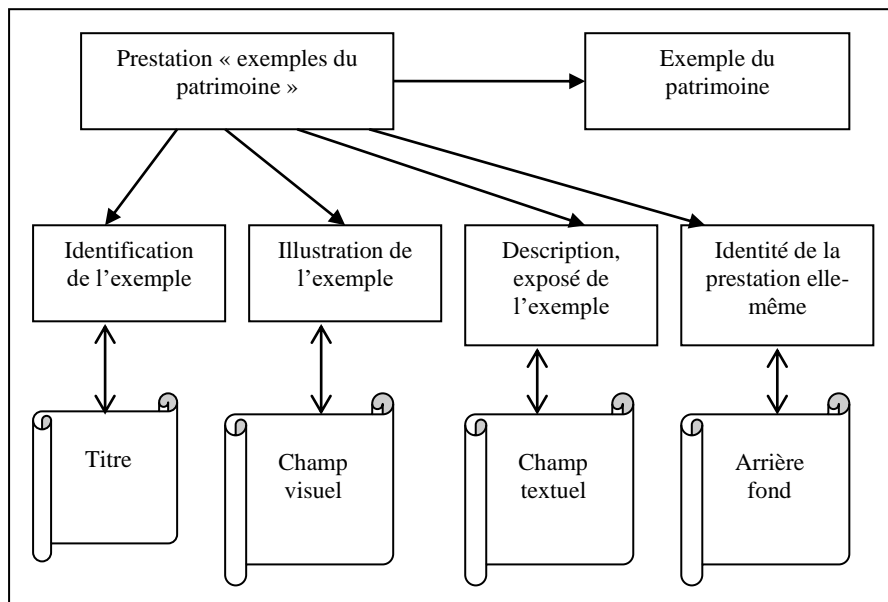 Prestation « exemples du
patrimoine »
Exemple du
patrimoine
Identification
de l’exemple
Illustration de
l’exemple
Description,
exposé de
l’exemple
Identité de la
prestation elle-
même
Titre
Champ
visuel
Champ
textuel
Arrière
fond